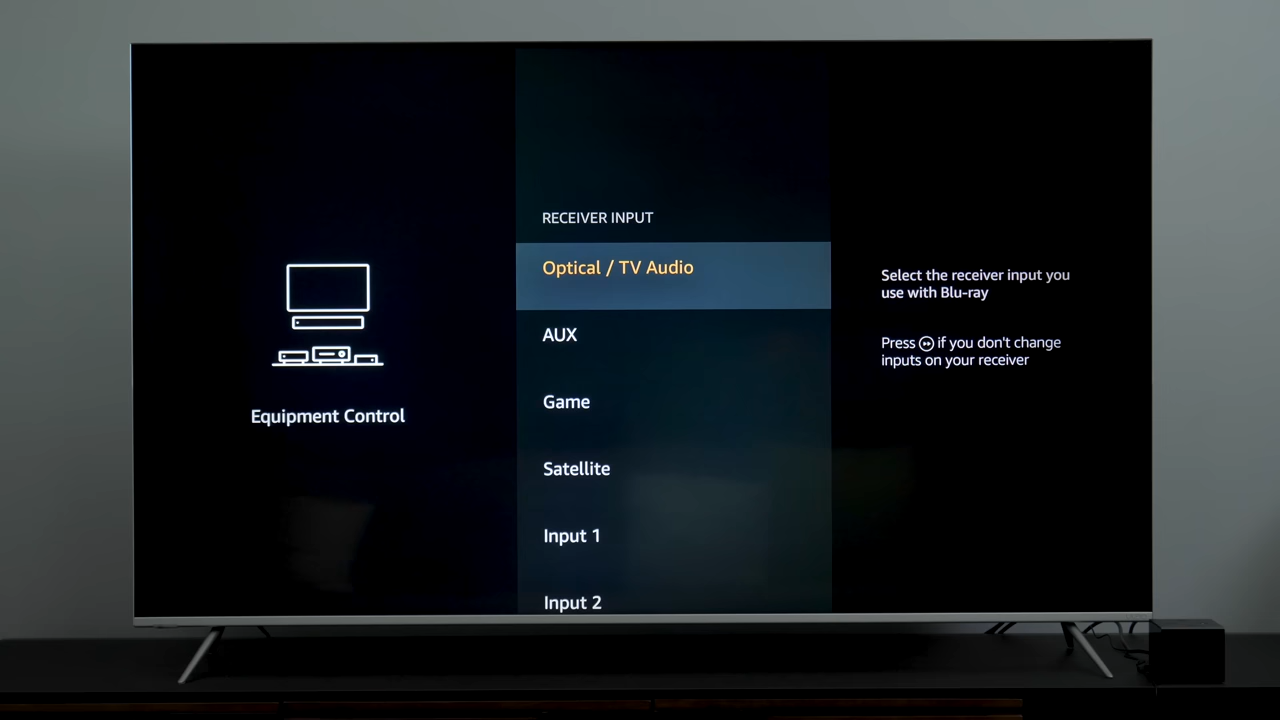 Equipment Control
RECEIVER INPUT
Optical / TV Audio
AUX
Game
Satellite
Input 1
Input 2
Select the receiver input you
use with Blu-ray
Press ⏩ if you don't change
inputs on your receiver